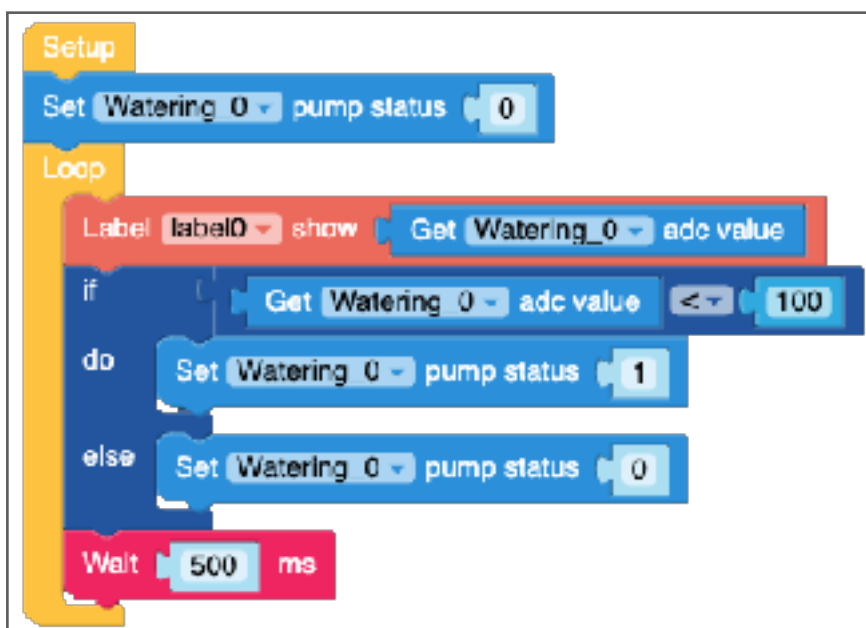 Setup
Set Watering_0 pump status 0
Loop
Label label0 show Get Watering_0 adc value
if Get Watering_0 adc value < 100
do Set Watering_0 pump status 1
else Set Watering_0 pump status 0
Wait 500 ms